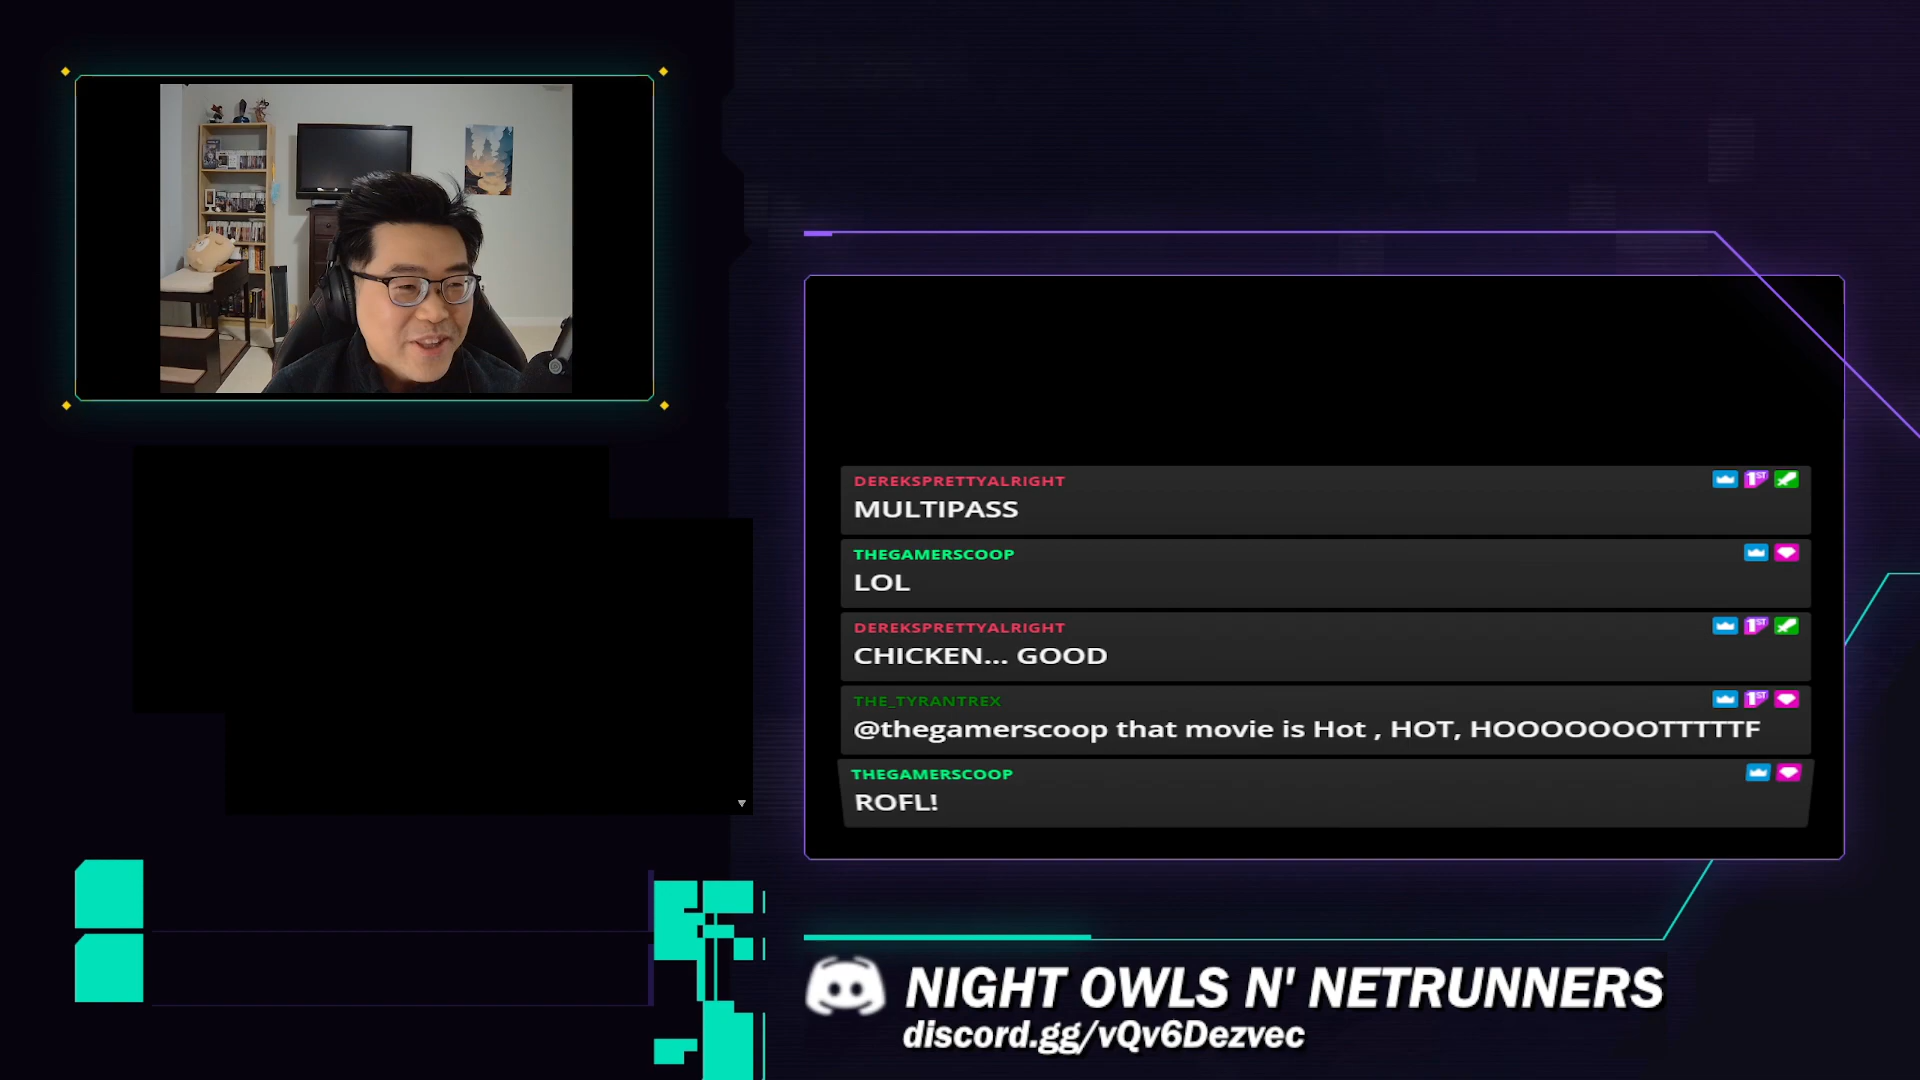 DEREKSPRETTYALRIGHT
MULTIPASS
THEGAMERSCOOP
LOL
DEREKSPRETTYALRIGHT
CHICKEN... GOOD
THE_TYRANTREX
@thegamerscoop that movie is Hot , HOT, HOOOOOOOTTTTTF
THEGAMERSCOOP
ROFL!
NIGHT OWLS N' NETRUNNERS
discord.gg/vQv6Dezvec